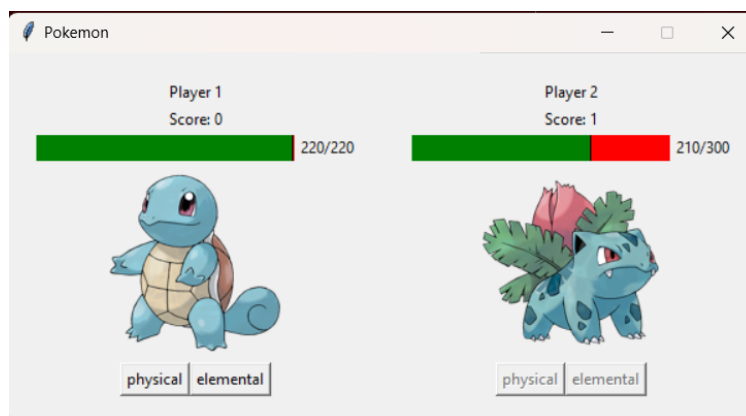 Pokemon
Player 1
Score: 0
220/220
physical elemental
Player 2
Score: 1
210/300
physical elemental